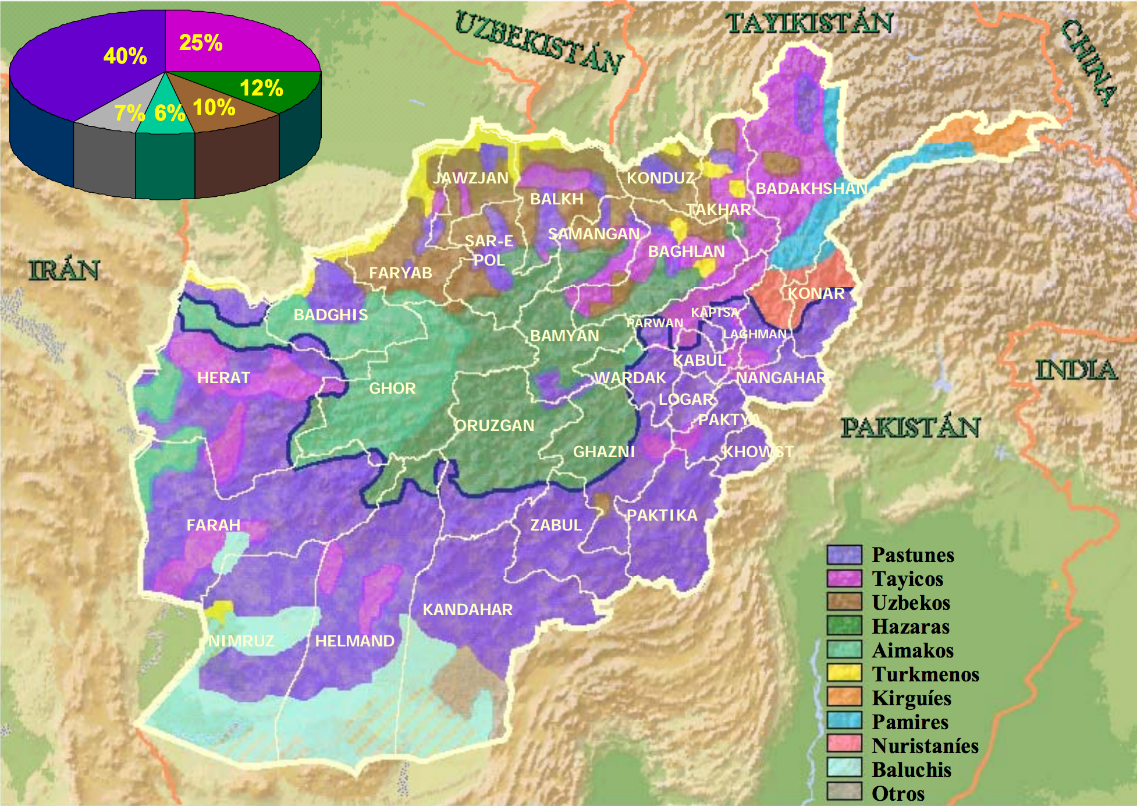 UZBEKISTÁN
TAYIKISTÁN
CHINA
40%
25%
12%
10%
6%
7%
JAWZJAN
KONDUZ
BADAKHSHAN
BALKH
TAKHAR
SAR-E
POL
SAMANGAN
BAGHLAN
IRÁN
FARYAB
KONAR
BADGHIS
PARWAN
KAPTSA
LAGHMAN
BAMYAN
KABUL
HERAT
GHOR
WARDAK
NANGAHAR
INDIA
LOGAR
PAKTYA
PAKISTÁN
ORUZGAN
GHAZNI
KHOWST
FARAH
ZABUL
PAKTIKA
KANDAHAR
NIMRUZ
HELMAND
Pastunes
Tayicos
Uzbekos
Hazaras
Aimakos
Turkmenos
Kirguíes
Pamires
Nuristaníes
Baluchis
Otros